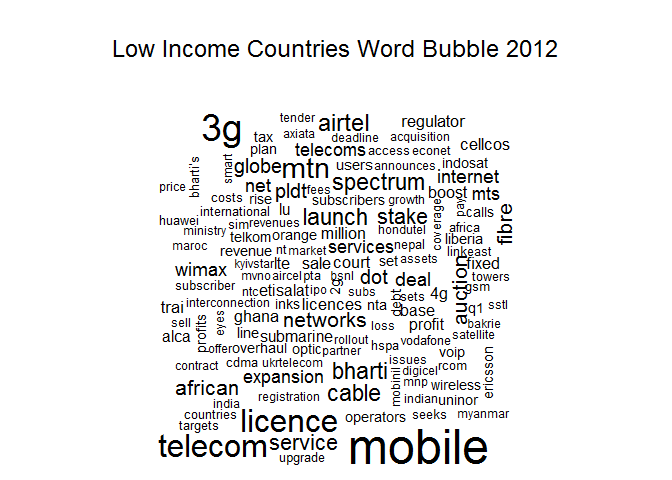 Low Income Countries Word Bubble 2012
tender
3g airtel regulator
axiata
tax deadline acquisition
plan telecoms access econet cellcos
bharti's smart globe mtn users announces indosat
price net pldt fees spectrum internet
costs rise subscribers growth boost mts
international lu launch stake coverage pay calls
huawei sim revenues
ministry telkom orange million hondutel africa fibre
maroc revenue nt market services nepal liberia
linkeast
kyivstar lte sale court set assets fixed
wimax mvno aircel pta bsnl dot deal towers
subscriber ntc etisalat ipo 2g subs debt sets 4g auction gsm
interconnection inks licences nta base q1 sstl
trai ghana networks
sell profits eyes loss profit bakrie
alca line submarine rollout hspa vodafone satellite
offer overhaul optic partner voip
contract cdma ukrtelecom issues rcom
expansion bharti mobinil digicel
african cable mnp wireless ericsson
india registration indian uninor
countries licence operators seeks myanmar
targets
telecom service mobile
upgrade